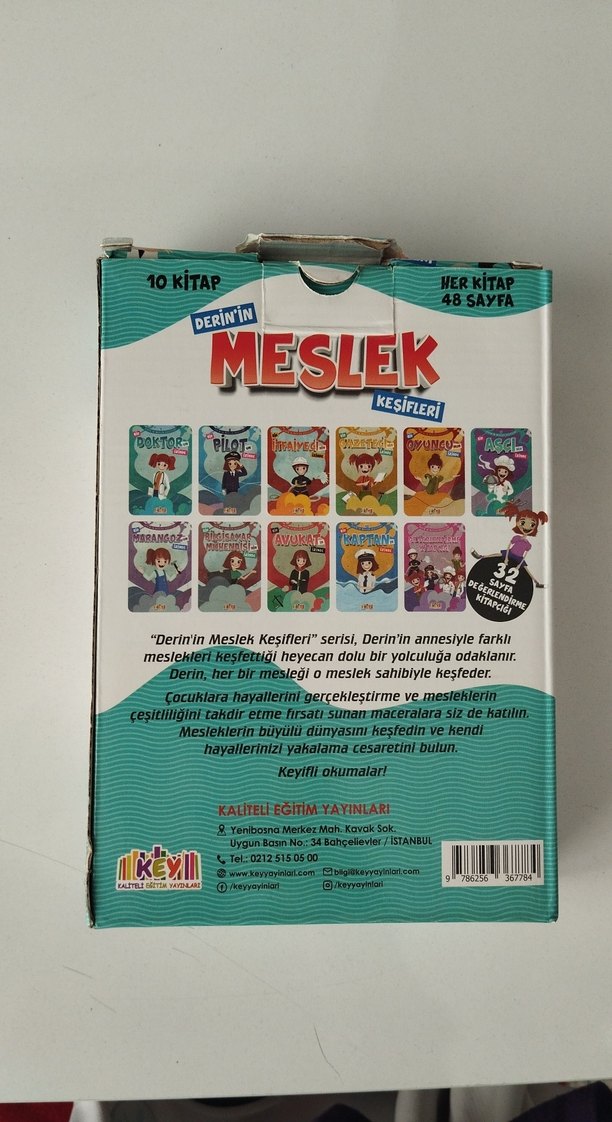 10 KİTAP
HER KİTAP
48 SAYFA
DERİN'İN
MESLEK
KEŞİFLERİ
DOKTOR
PİLOT
İTFAİYECİ
GAZETECİ
OYUNCU
AŞÇI
MARANGOZ
BİLGİSAYAR
MÜHENDİSİ
AVUKAT
KAPTAN
32
SAYFA
DEĞERLENDİRME
KİTAPÇIĞI
"Derin'in Meslek Keşifleri" serisi, Derin'in annesiyle farklı
meslekleri keşfettiği heyecan dolu bir yolculuğa odaklanır.
Derin, her bir mesleği o meslek sahibiyle keşfeder.
Çocuklara hayallerini gerçekleştirme ve mesleklerin
çeşitliliğini takdir etme fırsatı sunan maceralara siz de katılın.
Mesleklerin büyülü dünyasını keşfedin ve kendi
hayallerinizi yakalama cesaretini bulun.
Keyifli okumalar!
KALİTELİ EĞİTİM YAYINLARI
Yenibosna Merkez Mah. Kavak Sok.
Uygun Basın No.: 34 Bahçelievler / İSTANBUL
Tel.: 0212 515 05 00
www.keyyayinlari.com bilgi@keyyayinlari.com
/keyyayinlari /keyyayinlari
KEY
KALİTELİ EĞİTİM YAYINLARI
9 786256 367784